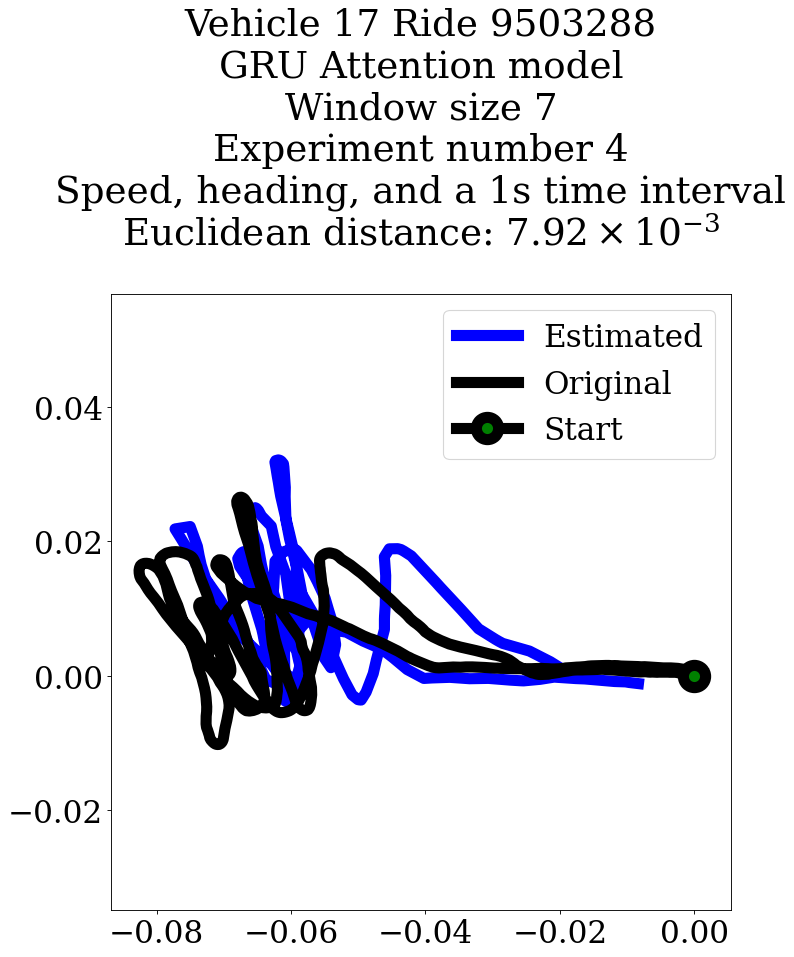 Vehicle 17 Ride 9503288
GRU Attention model
Window size 7
Experiment number 4
Speed, heading, and a 1s time interval
Euclidean distance: 7.92 × 10⁻³
Estimated
Original
Start
0.04
0.02
0.00
−0.02
−0.08 −0.06 −0.04 −0.02 0.00